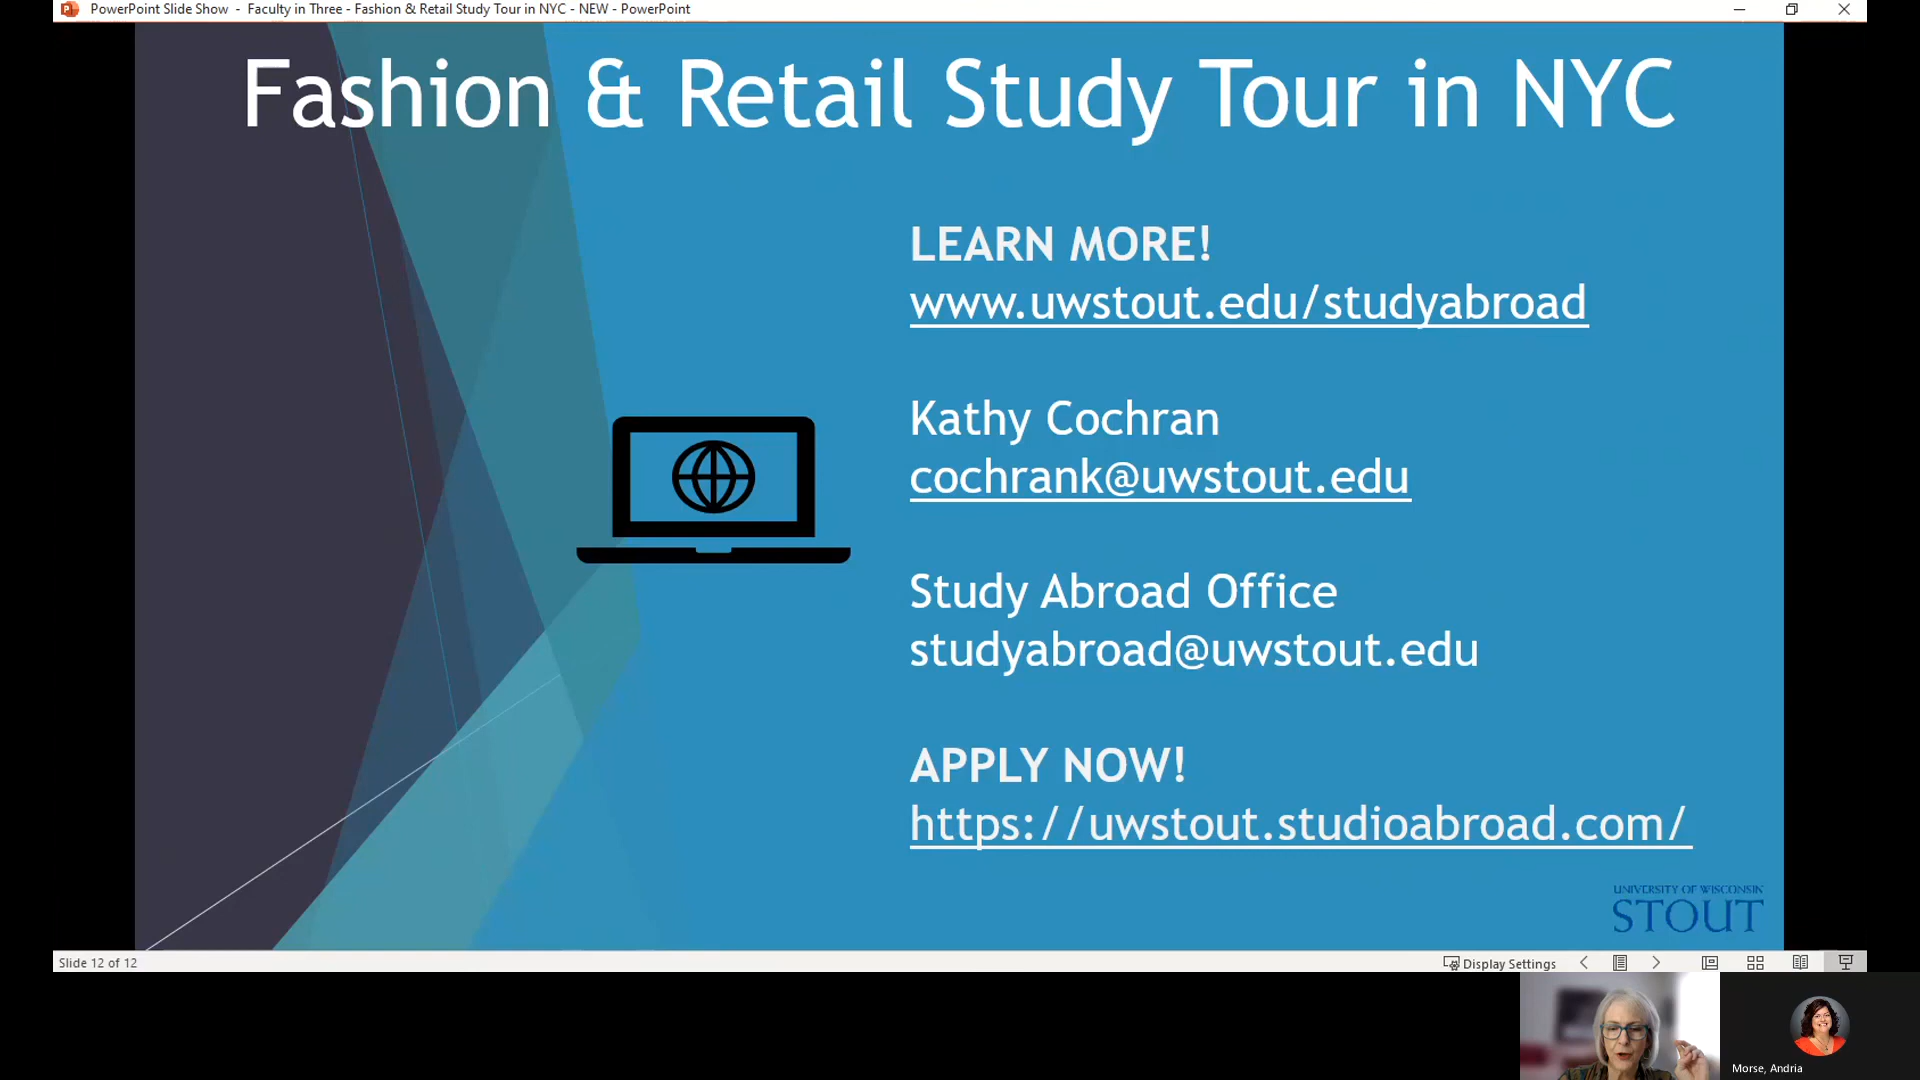 PowerPoint Slide Show - Faculty in Three - Fashion & Retail Study Tour in NYC - NEW - PowerPoint
Fashion & Retail Study Tour in NYC
LEARN MORE!
www.uwstout.edu/studyabroad
Kathy Cochran
cochrank@uwstout.edu
Study Abroad Office
studyabroad@uwstout.edu
APPLY NOW!
https://uwstout.studioabroad.com/
UNIVERSITY OF WISCONSIN
STOUT
Slide 12 of 12
Display Settings
Morse, Andria